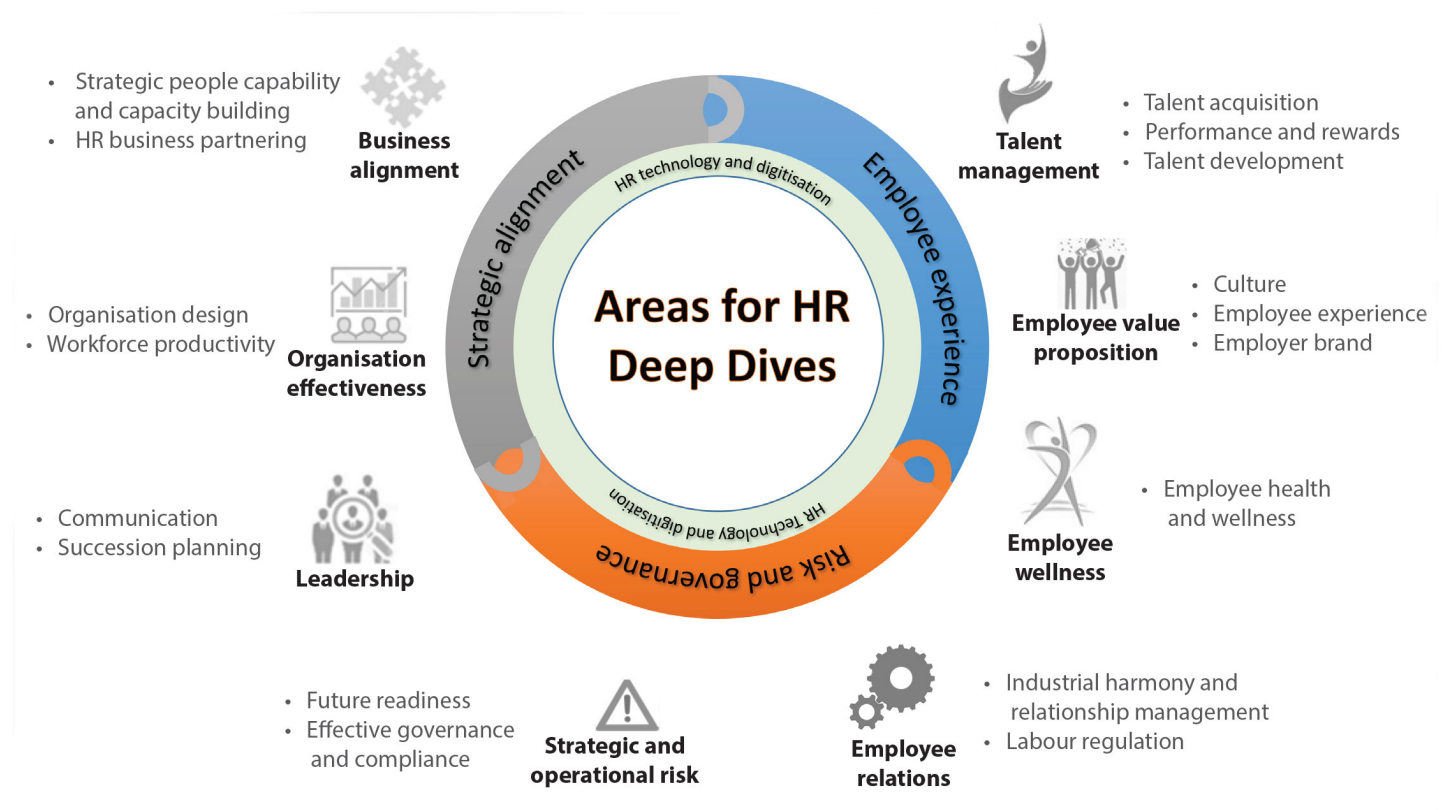 Areas for HR
Deep Dives
HR technology and digitisation
HR Technology and digitisation
Strategic alignment
Employee experience
Risk and governance
• Strategic people capability
and capacity building
• HR business partnering
Business
alignment
• Organisation design
• Workforce productivity
Organisation
effectiveness
• Communication
• Succession planning
Leadership
• Future readiness
• Effective governance
and compliance
Strategic and
operational risk
Talent
management
• Talent acquisition
• Performance and rewards
• Talent development
Employee value
proposition
• Culture
• Employee experience
• Employer brand
Employee
wellness
• Employee health
and wellness
Employee
relations
• Industrial harmony and
relationship management
• Labour regulation